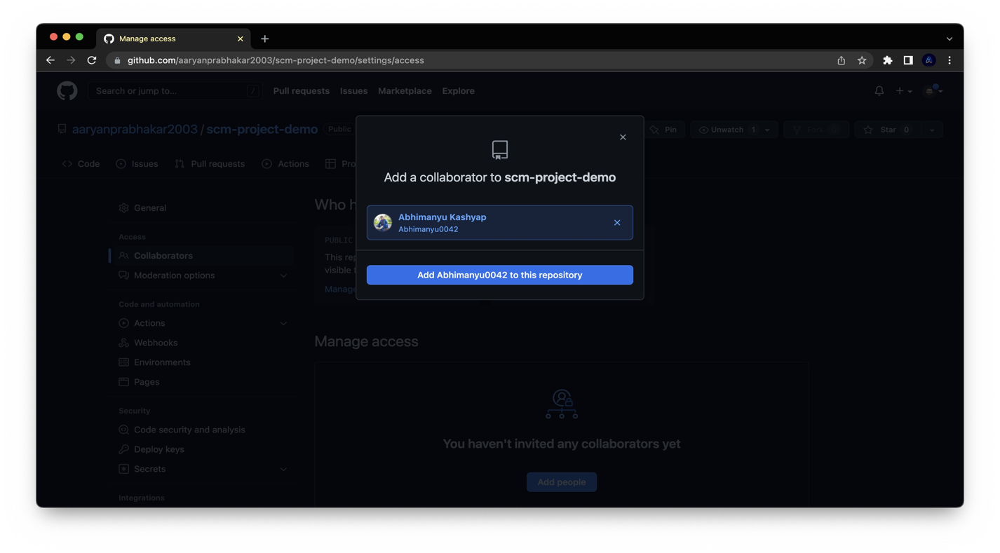 Manage access
github.com/aaryanprabhakar2003/scm-project-demo/settings/access
Search or jump to... /
Pull requests Issues Marketplace Explore
aaryanprabhakar2003 / scm-project-demo Public
Pin
Unwatch 1
Fork
Star 0
Code Issues Pull requests Actions Pro
Add a collaborator to scm-project-demo
Abhimanyu Kashyap
Abhimanyu0042
Add Abhimanyu0042 to this repository
General
Access
Collaborators
Moderation options
Code and automation
Actions
Webhooks
Environments
Pages
Security
Code security and analysis
Deploy keys
Secrets
Integrations
Who h
PUBLIC
This rep
visible t
Manage
Manage access
You haven't invited any collaborators yet
Add people